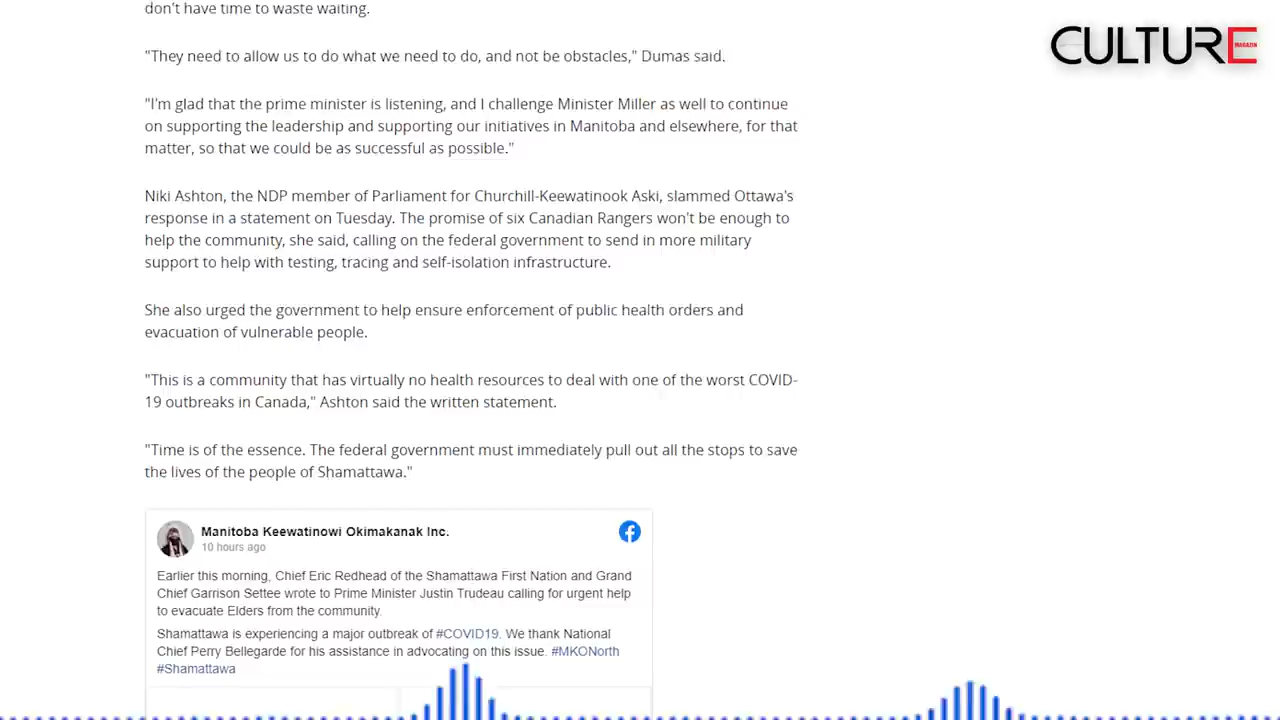 don't have time to waste waiting.
CULTURE
MAGAZIN
"They need to allow us to do what we need to do, and not be obstacles," Dumas said.
"I'm glad that the prime minister is listening, and I challenge Minister Miller as well to continue
on supporting the leadership and supporting our initiatives in Manitoba and elsewhere, for that
matter, so that we could be as successful as possible."
Niki Ashton, the NDP member of Parliament for Churchill-Keewatinook Aski, slammed Ottawa's
response in a statement on Tuesday. The promise of six Canadian Rangers won't be enough to
help the community, she said, calling on the federal government to send in more military
support to help with testing, tracing and self-isolation infrastructure.
She also urged the government to help ensure enforcement of public health orders and
evacuation of vulnerable people.
"This is a community that has virtually no health resources to deal with one of the worst COVID-
19 outbreaks in Canada," Ashton said the written statement.
"Time is of the essence. The federal government must immediately pull out all the stops to save
the lives of the people of Shamattawa."
Manitoba Keewatinowi Okimakanak Inc.
10 hours ago
Earlier this morning, Chief Eric Redhead of the Shamattawa First Nation and Grand
Chief Garrison Settee wrote to Prime Minister Justin Trudeau calling for urgent help
to evacuate Elders from the community.
Shamattawa is experiencing a major outbreak of #COVID19. We thank National
Chief Perry Bellegarde for his assistance in advocating on this issue. #MKONorth
#Shamattawa